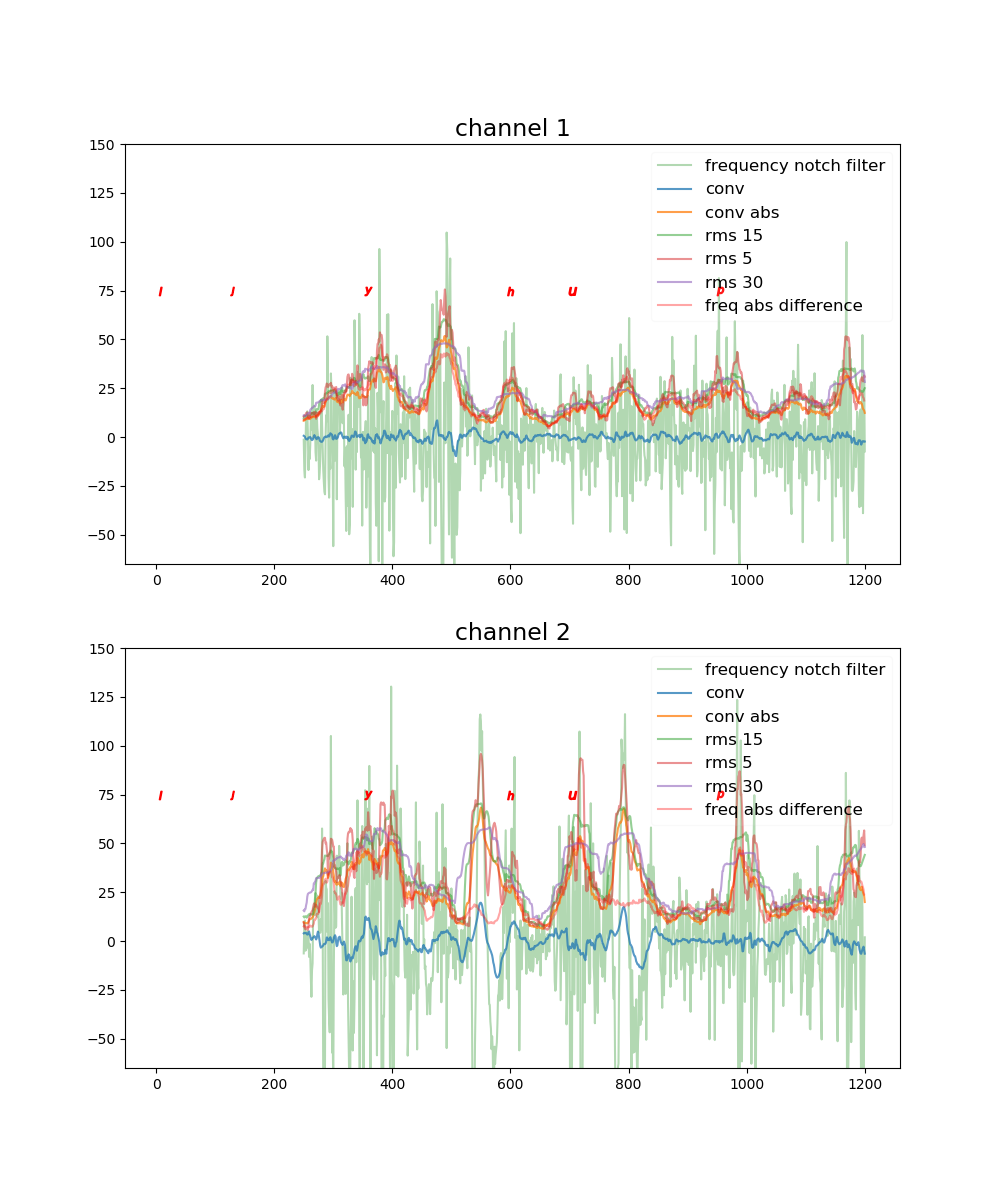 channel 1
150
125
100
75
50
25
0
−25
−50
frequency notch filter
conv
conv abs
rms 15
rms 5
rms 30
freq abs difference
l j y h u p
0 200 400 600 800 1000 1200
channel 2
150
125
100
75
50
25
0
−25
−50
frequency notch filter
conv
conv abs
rms 15
rms 5
rms 30
freq abs difference
l j y h u p
0 200 400 600 800 1000 1200